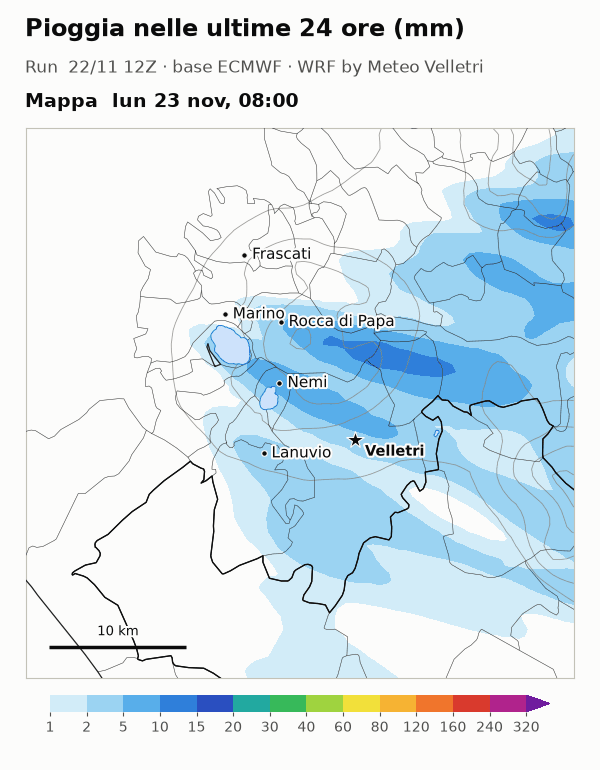 Pioggia nelle ultime 24 ore (mm)
Run  22/11 12Z · base ECMWF · WRF by Meteo Velletri
Mappa  lun 23 nov, 08:00
Frascati
Marino
Rocca di Papa
Nemi
Velletri
Lanuvio
10 km
1 2 5 10 15 20 30 40 60 80 120 160 240 320